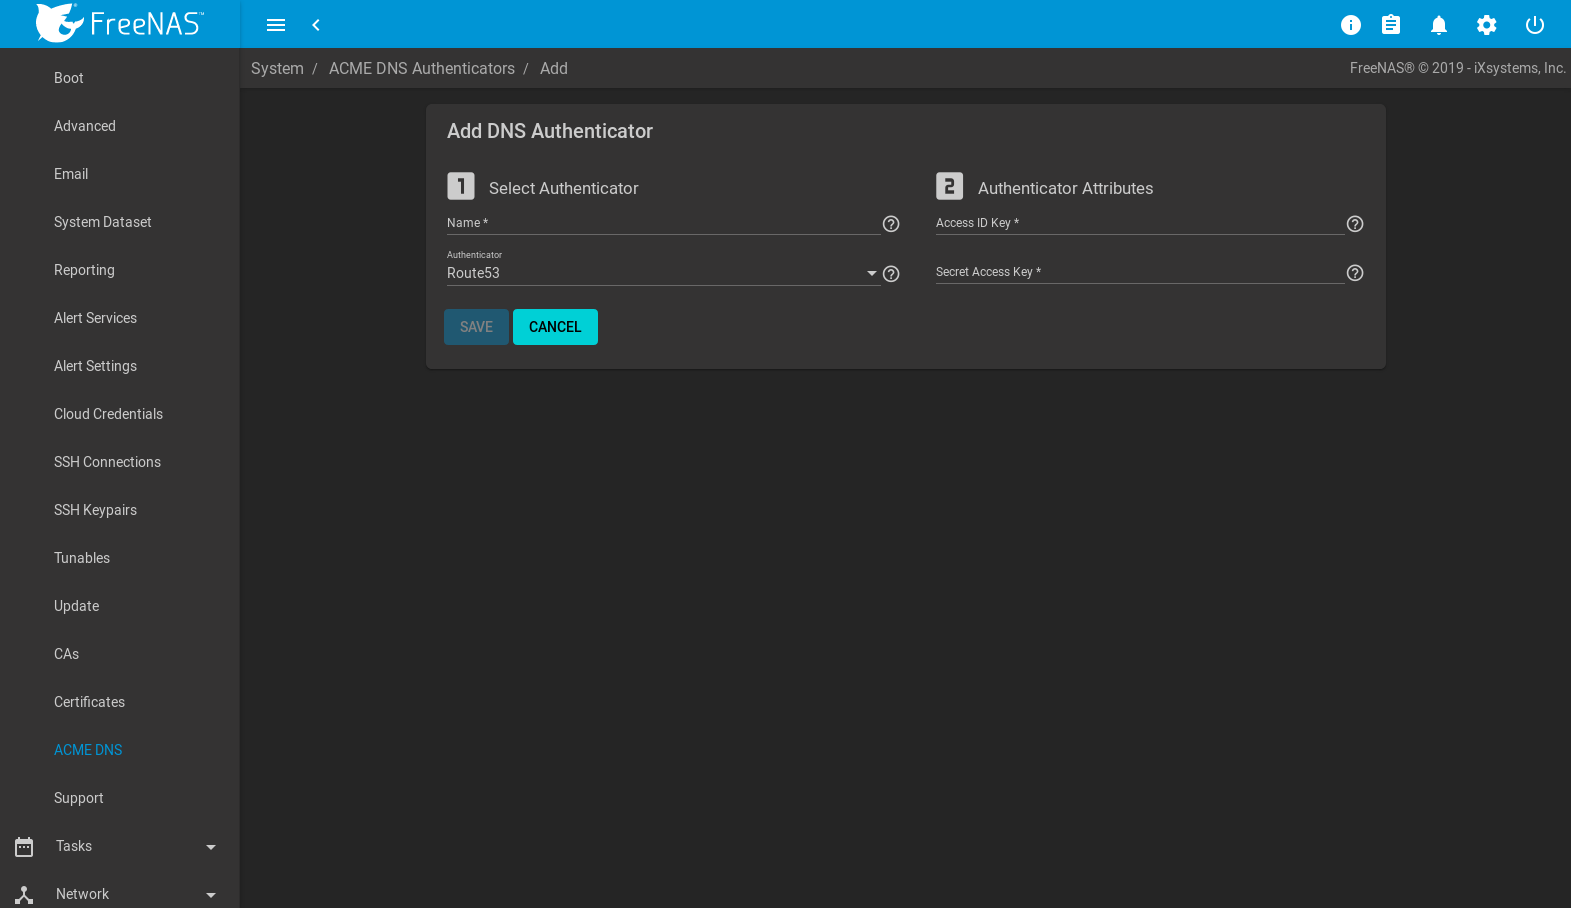 FreeNAS™
System / ACME DNS Authenticators / Add
FreeNAS® © 2019 - iXsystems, Inc.
Boot
Advanced
Email
System Dataset
Reporting
Alert Services
Alert Settings
Cloud Credentials
SSH Connections
SSH Keypairs
Tunables
Update
CAs
Certificates
ACME DNS
Support
Tasks
Network
Add DNS Authenticator
1 Select Authenticator
Name *
Authenticator
Route53
2 Authenticator Attributes
Access ID Key *
Secret Access Key *
SAVE
CANCEL